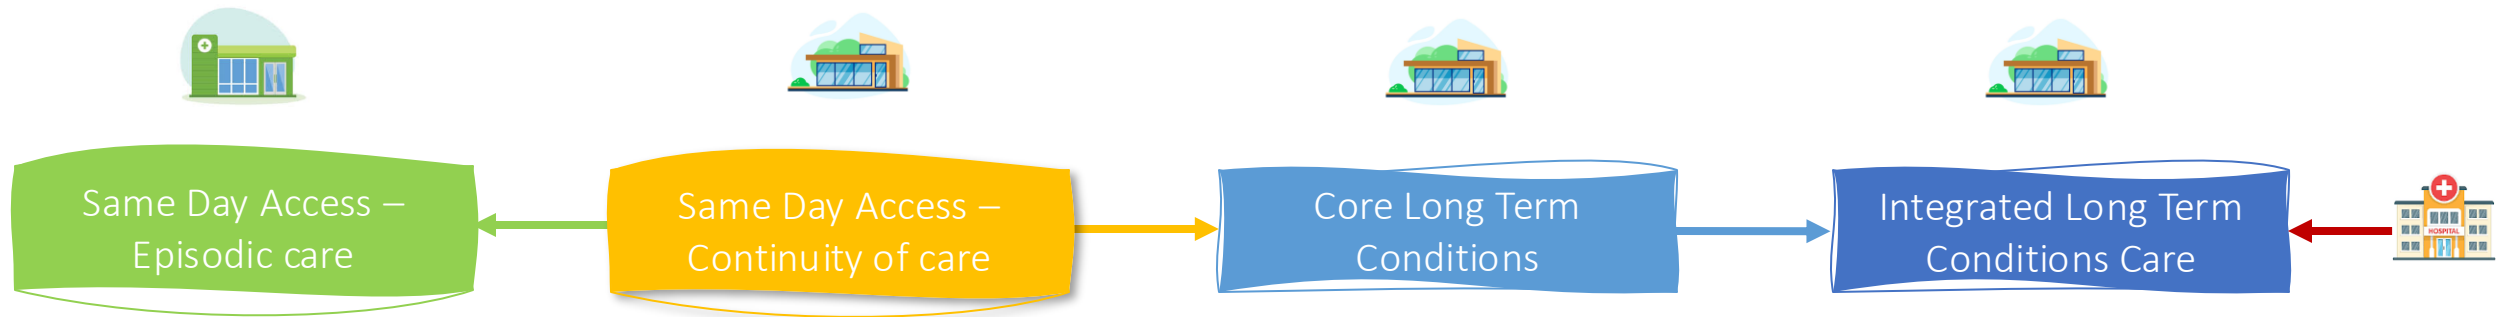 Same Day Access –
Episodic care
Same Day Access –
Continuity of care
Core Long Term
Conditions
Integrated Long Term
Conditions Care
HOSPITAL